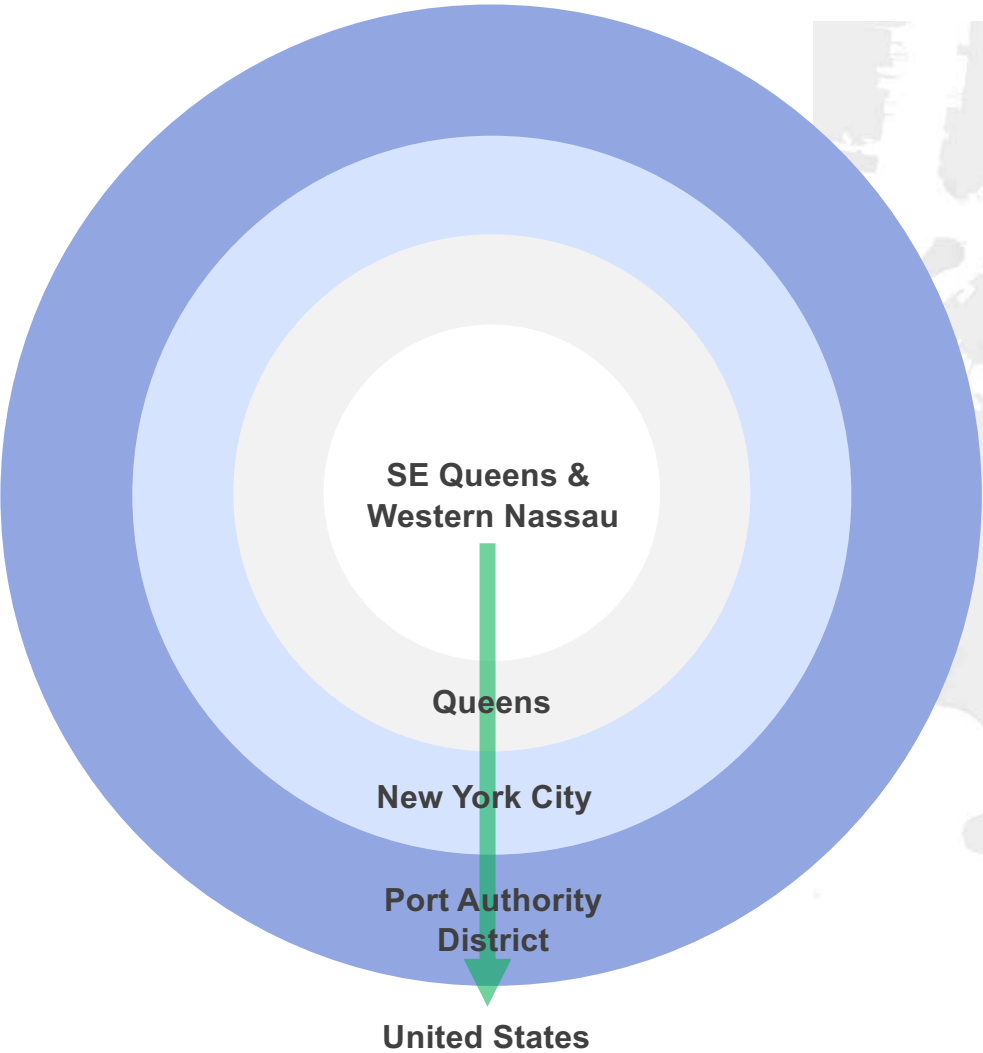 SE Queens &
Western Nassau
Queens
New York City
Port Authority
District
United States